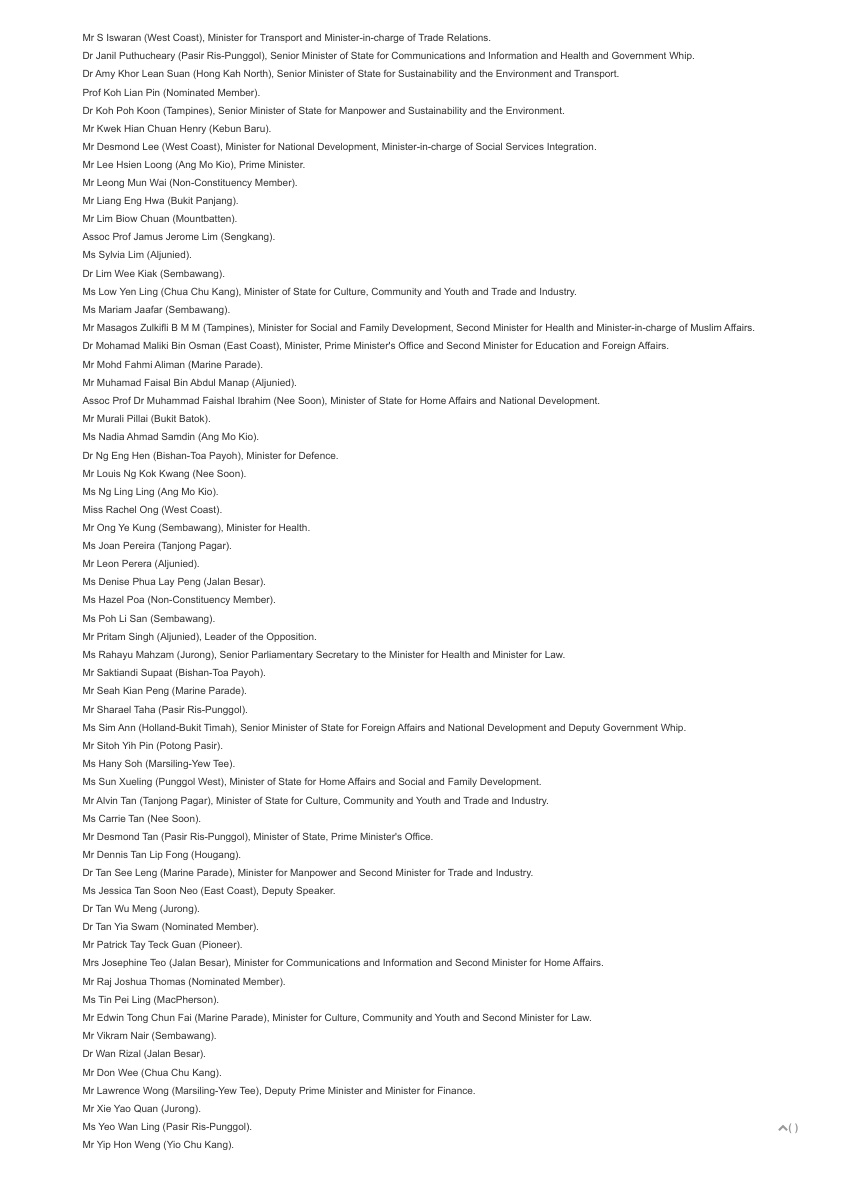 Mr S Iswaran (West Coast), Minister for Transport and Minister-in-charge of Trade Relations.
Dr Janil Puthucheary (Pasir Ris-Punggol), Senior Minister of State for Communications and Information and Health and Government Whip.
Dr Amy Khor Lean Suan (Hong Kah North), Senior Minister of State for Sustainability and the Environment and Transport.
Prof Koh Lian Pin (Nominated Member).
Dr Koh Poh Koon (Tampines), Senior Minister of State for Manpower and Sustainability and the Environment.
Mr Kwek Hian Chuan Henry (Kebun Baru).
Mr Desmond Lee (West Coast), Minister for National Development, Minister-in-charge of Social Services Integration.
Mr Lee Hsien Loong (Ang Mo Kio), Prime Minister.
Mr Leong Mun Wai (Non-Constituency Member).
Mr Liang Eng Hwa (Bukit Panjang).
Mr Lim Biow Chuan (Mountbatten).
Assoc Prof Jamus Jerome Lim (Sengkang).
Ms Sylvia Lim (Aljunied).
Dr Lim Wee Kiak (Sembawang).
Ms Low Yen Ling (Chua Chu Kang), Minister of State for Culture, Community and Youth and Trade and Industry.
Ms Mariam Jaafar (Sembawang).
Mr Masagos Zulkifli B M M (Tampines), Minister for Social and Family Development, Second Minister for Health and Minister-in-charge of Muslim Affairs.
Dr Mohamad Maliki Bin Osman (East Coast), Minister, Prime Minister's Office and Second Minister for Education and Foreign Affairs.
Mr Mohd Fahmi Aliman (Marine Parade).
Mr Muhamad Faisal Bin Abdul Manap (Aljunied).
Assoc Prof Dr Muhammad Faishal Ibrahim (Nee Soon), Minister of State for Home Affairs and National Development.
Mr Murali Pillai (Bukit Batok).
Ms Nadia Ahmad Samdin (Ang Mo Kio).
Dr Ng Eng Hen (Bishan-Toa Payoh), Minister for Defence.
Mr Louis Ng Kok Kwang (Nee Soon).
Ms Ng Ling Ling (Ang Mo Kio).
Miss Rachel Ong (West Coast).
Mr Ong Ye Kung (Sembawang), Minister for Health.
Ms Joan Pereira (Tanjong Pagar).
Mr Leon Perera (Aljunied).
Ms Denise Phua Lay Peng (Jalan Besar).
Ms Hazel Poa (Non-Constituency Member).
Ms Poh Li San (Sembawang).
Mr Pritam Singh (Aljunied), Leader of the Opposition.
Ms Rahayu Mahzam (Jurong), Senior Parliamentary Secretary to the Minister for Health and Minister for Law.
Mr Saktiandi Supaat (Bishan-Toa Payoh).
Mr Seah Kian Peng (Marine Parade).
Mr Sharael Taha (Pasir Ris-Punggol).
Ms Sim Ann (Holland-Bukit Timah), Senior Minister of State for Foreign Affairs and National Development and Deputy Government Whip.
Mr Sitoh Yih Pin (Potong Pasir).
Ms Hany Soh (Marsiling-Yew Tee).
Ms Sun Xueling (Punggol West), Minister of State for Home Affairs and Social and Family Development.
Mr Alvin Tan (Tanjong Pagar), Minister of State for Culture, Community and Youth and Trade and Industry.
Ms Carrie Tan (Nee Soon).
Mr Desmond Tan (Pasir Ris-Punggol), Minister of State, Prime Minister's Office.
Mr Dennis Tan Lip Fong (Hougang).
Dr Tan See Leng (Marine Parade), Minister for Manpower and Second Minister for Trade and Industry.
Ms Jessica Tan Soon Neo (East Coast), Deputy Speaker.
Dr Tan Wu Meng (Jurong).
Dr Tan Yia Swam (Nominated Member).
Mr Patrick Tay Teck Guan (Pioneer).
Mrs Josephine Teo (Jalan Besar), Minister for Communications and Information and Second Minister for Home Affairs.
Mr Raj Joshua Thomas (Nominated Member).
Ms Tin Pei Ling (MacPherson).
Mr Edwin Tong Chun Fai (Marine Parade), Minister for Culture, Community and Youth and Second Minister for Law.
Mr Vikram Nair (Sembawang).
Dr Wan Rizal (Jalan Besar).
Mr Don Wee (Chua Chu Kang).
Mr Lawrence Wong (Marsiling-Yew Tee), Deputy Prime Minister and Minister for Finance.
Mr Xie Yao Quan (Jurong).
Ms Yeo Wan Ling (Pasir Ris-Punggol).
( )
Mr Yip Hon Weng (Yio Chu Kang).